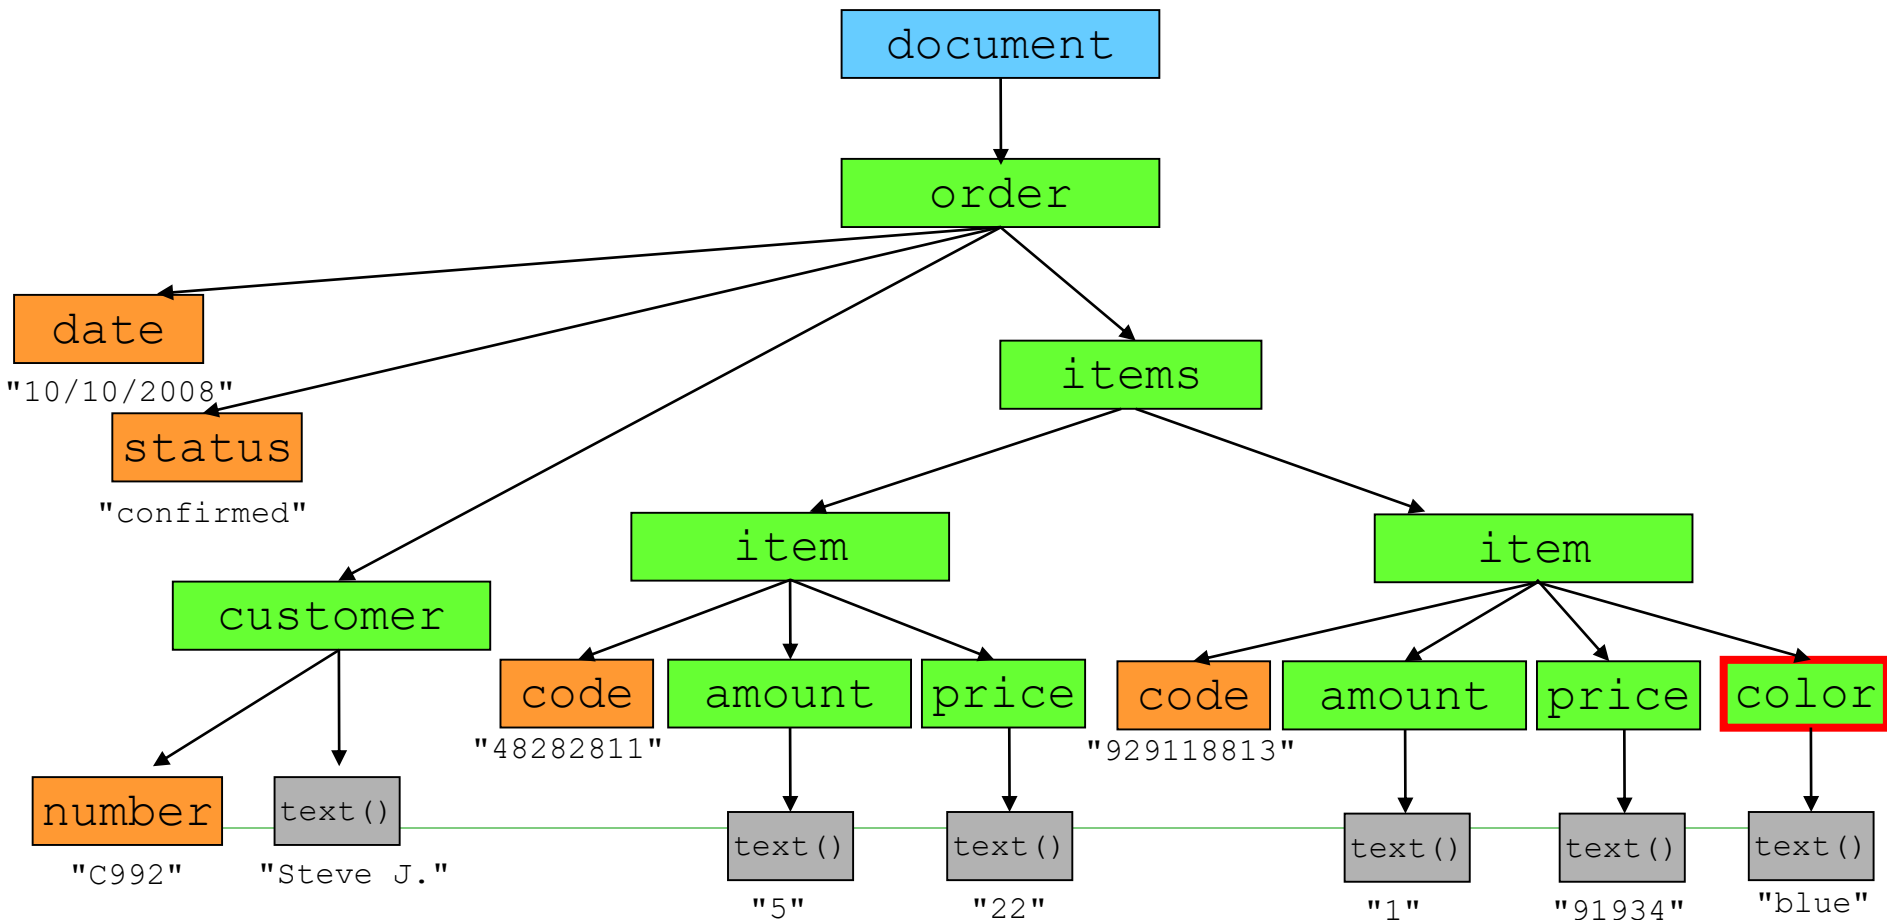 document
order
date
"10/10/2008"
items
status
"confirmed"
item
item
customer
code
amount
price
code
amount
price
color
"48282811"
"929118813"
number
text()
text()
text()
text()
text()
text()
"C992"
"Steve J."
"5"
"22"
"1"
"91934"
"blue"